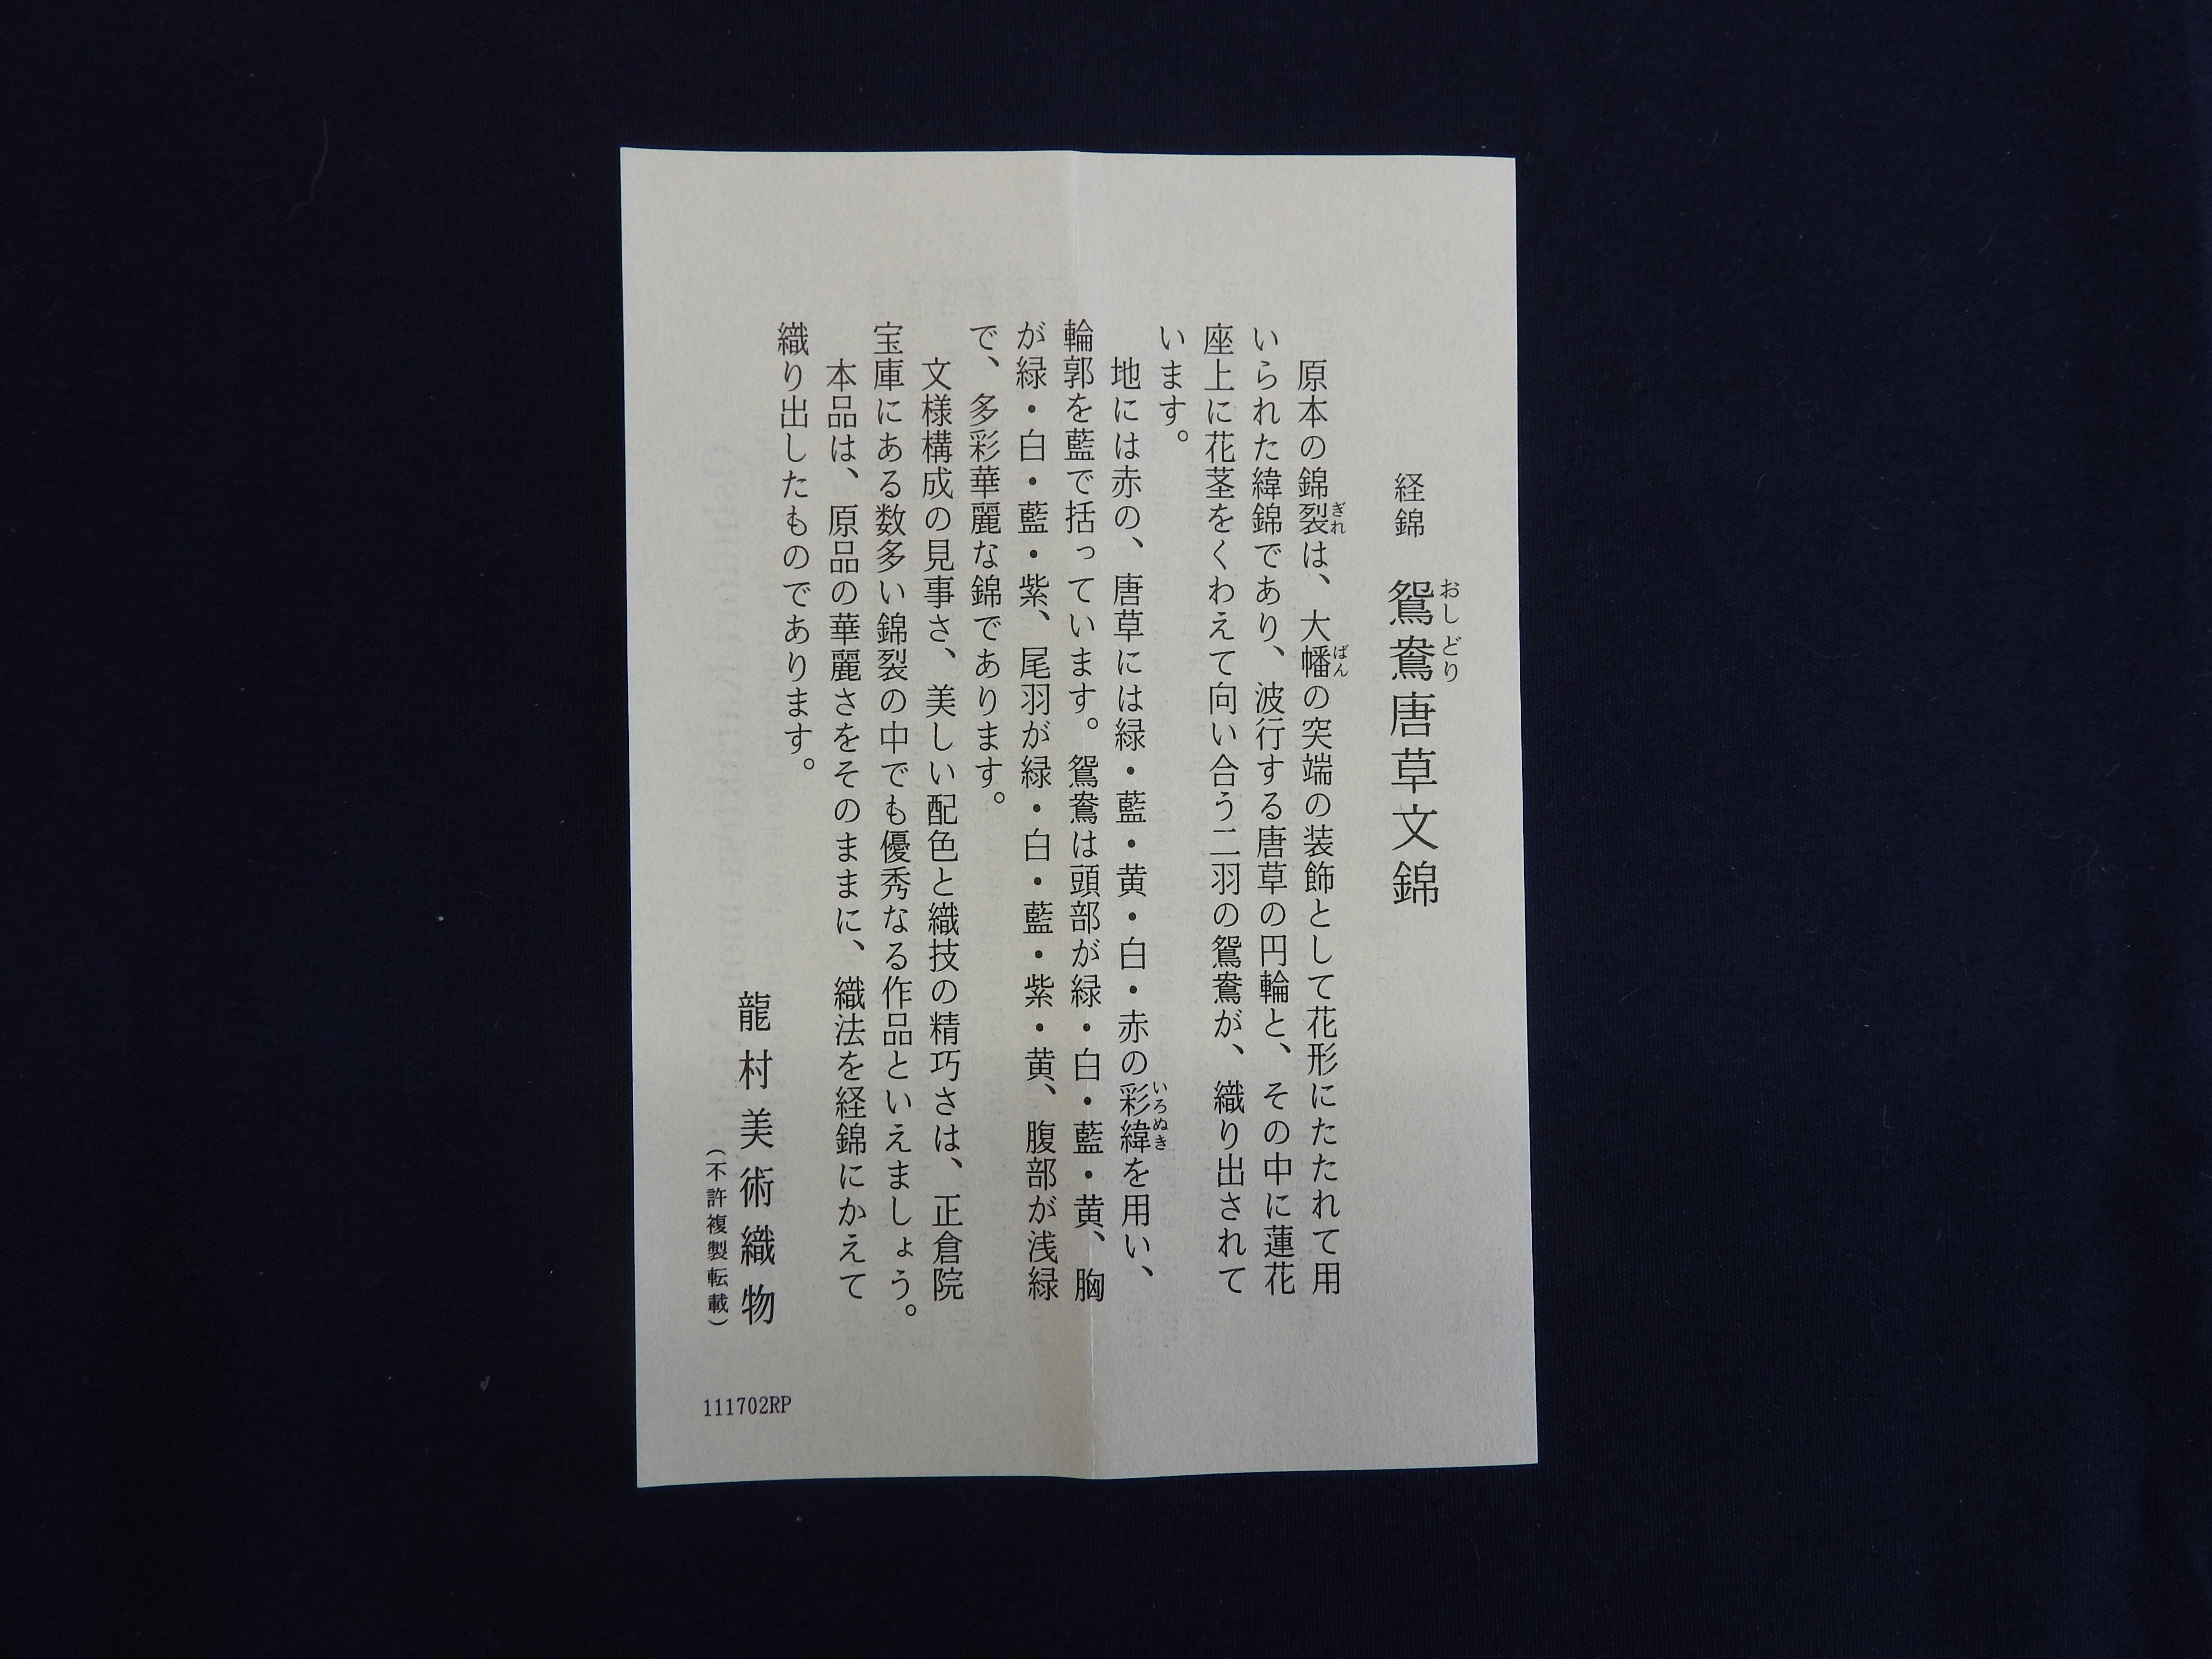 経錦　鴛鴦唐草文錦
おしどり
原本の錦裂は、大幡の突端の装飾として花形にたたれて用
ぎれ
ばん
いられた緯錦であり、波行する唐草の円輪と、その中に蓮花
座上に花茎をくわえて向い合う二羽の鴛鴦が、織り出されて
います。
地には赤の、唐草には緑・藍・黄・白・赤の彩緯を用い、
いろぬき
輪郭を藍で括っています。鴛鴦は頭部が緑・白・藍・黄、胸
が緑・白・藍・紫、尾羽が緑・白・藍・紫・黄、腹部が浅緑
で、多彩華麗な錦であります。
文様構成の見事さ、美しい配色と織技の精巧さは、正倉院
宝庫にある数多い錦裂の中でも優秀なる作品といえましょう。
本品は、原品の華麗さをそのままに、織法を経錦にかえて
織り出したものであります。
龍村美術織物
（不許複製転載）
111702RP